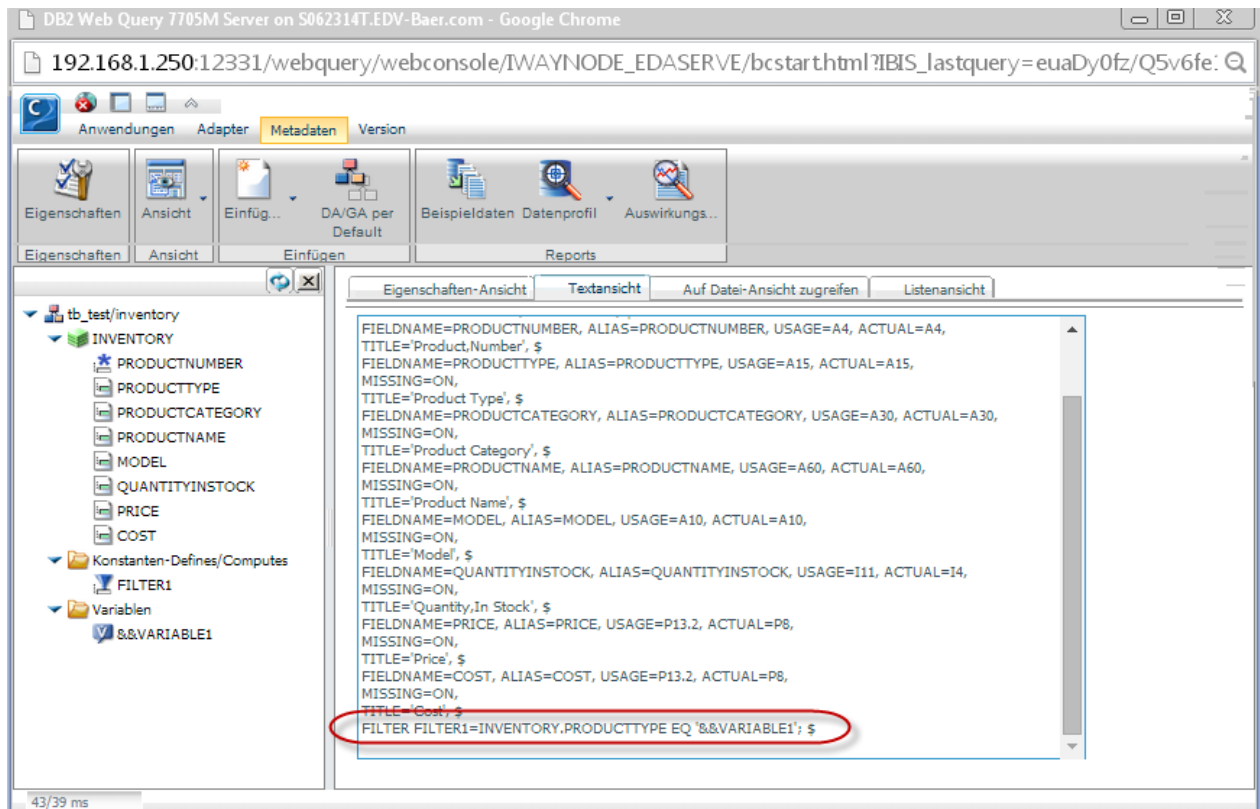 DB2 Web Query 7705M Server on S062314T.EDV-Baer.com - Google Chrome
192.168.1.250:12331/webquery/webconsole/IWAYNODE_EDASERVE/bcstart.html?IBIS_lastquery=euaDy0fz/Q5v6fe
Anwendungen Adapter Metadaten Version
Eigenschaften Ansicht Einfüg... DA/GA per Default Beispieldaten Datenprofil Auswirkungs...
Eigenschaften Ansicht Einfügen Reports
Eigenschaften-Ansicht Textansicht Auf Datei-Ansicht zugreifen Listenansicht
tb_test/inventory
INVENTORY
PRODUCTNUMBER
PRODUCTTYPE
PRODUCTCATEGORY
PRODUCTNAME
MODEL
QUANTITYINSTOCK
PRICE
COST
Konstanten-Defines/Computes
FILTER1
Variablen
&&VARIABLE1
FIELDNAME=PRODUCTNUMBER, ALIAS=PRODUCTNUMBER, USAGE=A4, ACTUAL=A4,
TITLE='Product,Number', $
FIELDNAME=PRODUCTTYPE, ALIAS=PRODUCTTYPE, USAGE=A15, ACTUAL=A15,
MISSING=ON,
TITLE='Product Type', $
FIELDNAME=PRODUCTCATEGORY, ALIAS=PRODUCTCATEGORY, USAGE=A30, ACTUAL=A30,
MISSING=ON,
TITLE='Product Category', $
FIELDNAME=PRODUCTNAME, ALIAS=PRODUCTNAME, USAGE=A60, ACTUAL=A60,
MISSING=ON,
TITLE='Product Name', $
FIELDNAME=MODEL, ALIAS=MODEL, USAGE=A10, ACTUAL=A10,
MISSING=ON,
TITLE='Model', $
FIELDNAME=QUANTITYINSTOCK, ALIAS=QUANTITYINSTOCK, USAGE=I11, ACTUAL=I4,
MISSING=ON,
TITLE='Quantity,In Stock', $
FIELDNAME=PRICE, ALIAS=PRICE, USAGE=P13.2, ACTUAL=P8,
MISSING=ON,
TITLE='Price', $
FIELDNAME=COST, ALIAS=COST, USAGE=P13.2, ACTUAL=P8,
MISSING=ON,
TITLE='Cost', $
FILTER FILTER1=INVENTORY.PRODUCTTYPE EQ '&&VARIABLE1'; $
43/39 ms